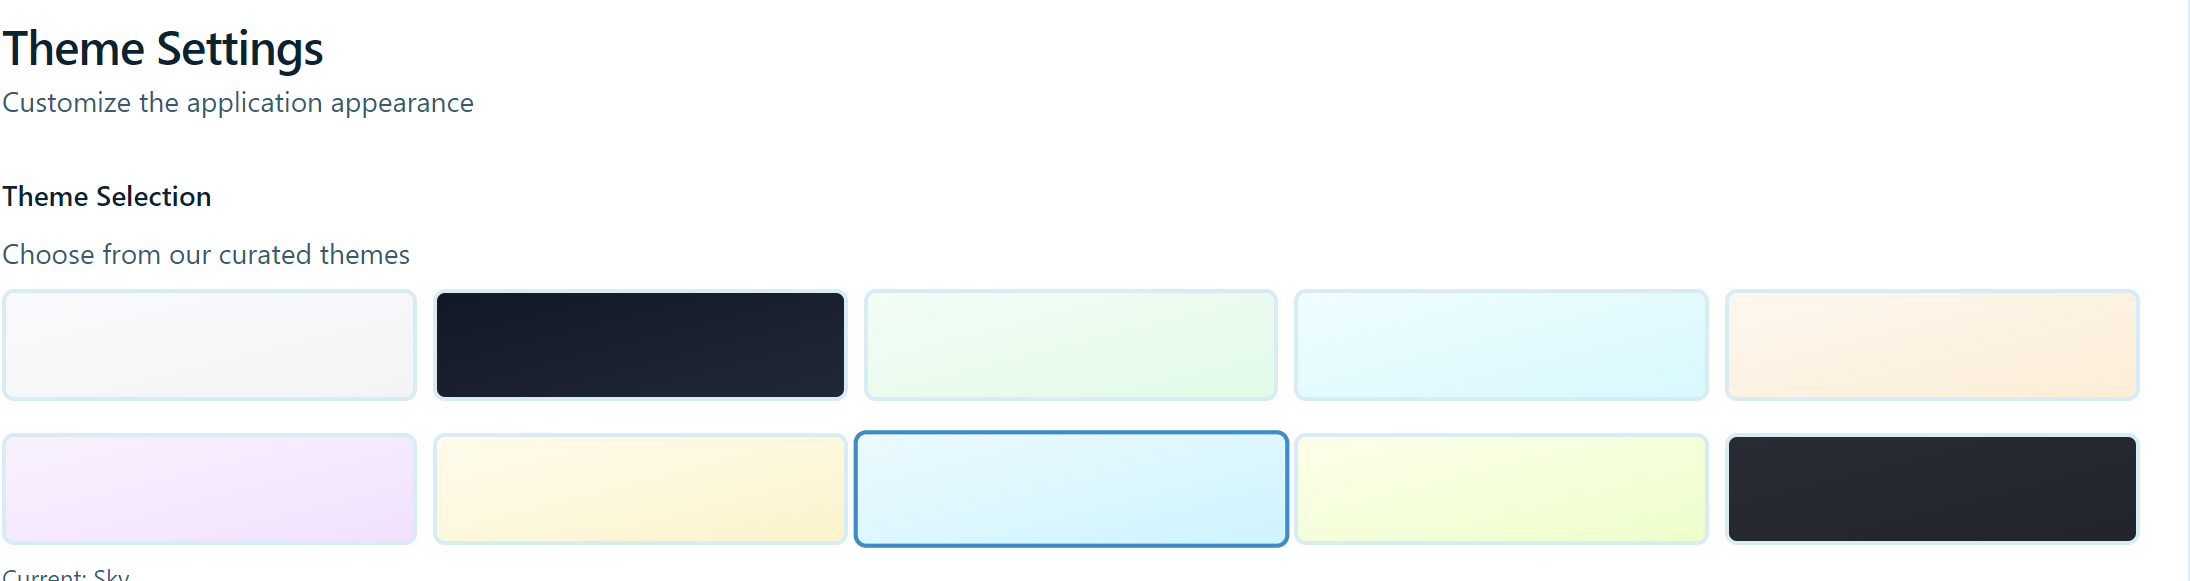 Theme Settings
Customize the application appearance
Theme Selection
Choose from our curated themes
Current: Sky